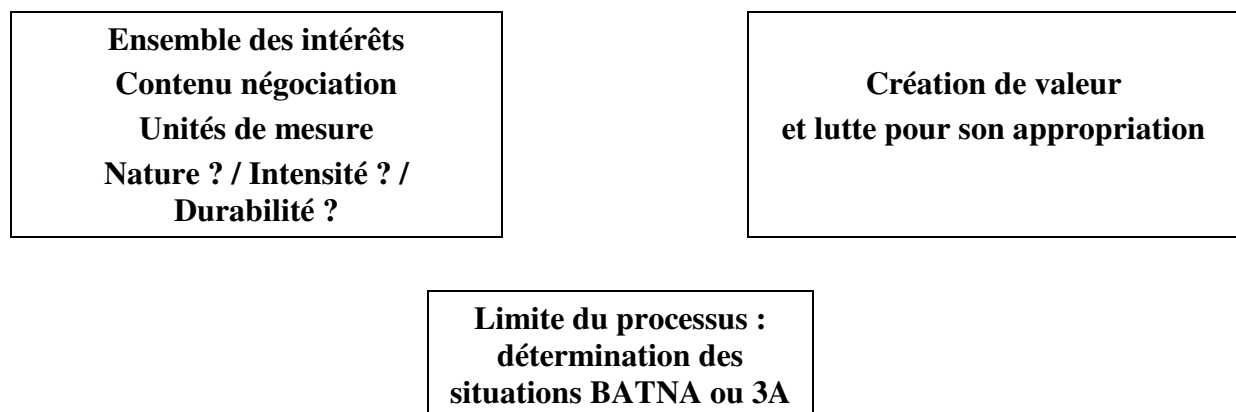 Ensemble des intérêts
Contenu négociation
Unités de mesure
Nature ? / Intensité ? /
Durabilité ?
Création de valeur
et lutte pour son appropriation
Limite du processus :
détermination des
situations BATNA ou 3A